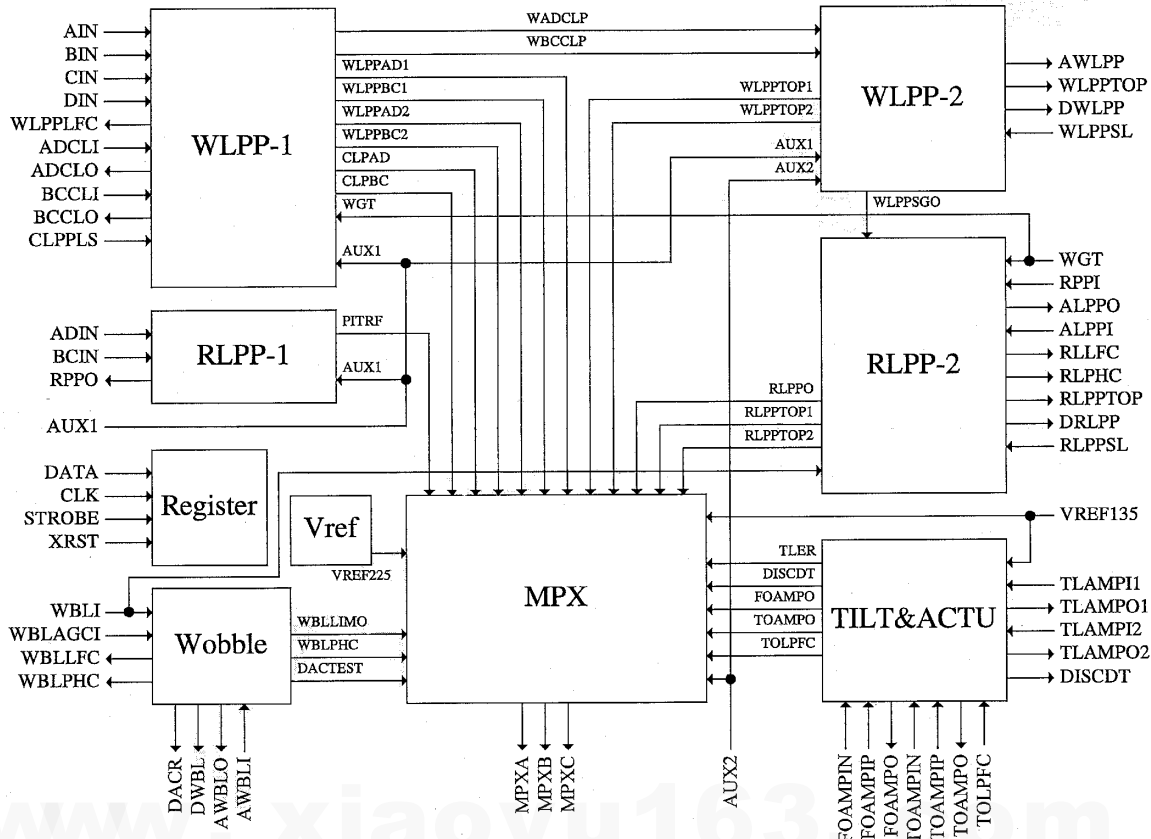 AIN
BIN
CIN
DIN
WLPPLFC
ADCLI
ADCLO
BCCLI
BCCLO
CLPPLS
WLPP-1
WADCLP
WBCCLP
WLPPAD1
WLPPBC1
WLPPAD2
WLPPBC2
CLPAD
CLPBC
WGT
AUX1
WLPPTOP1
WLPPTOP2
AUX1
AUX2
WLPP-2
AWLPP
WLPPTOP
DWLPP
WLPPSL
WLPPSGO
ADIN
BCIN
RPPO
AUX1
RLPP-1
PITRF
AUX1
RLPPO
RLPPTOP1
RLPPTOP2
RLPP-2
WGT
RPPI
ALPPO
ALPPI
RLLFC
RLPHC
RLPPTOP
DRLPP
RLPPSL
DATA
CLK
STROBE
XRST
Register
Vref
VREF225
MPX
VREF135
TLER
DISCDT
FOAMPO
TOAMPO
TOLPFC
TILT&ACTU
TLAMPI1
TLAMPO1
TLAMPI2
TLAMPO2
DISCDT
WBLI
WBLAGCI
WBLLFC
WBLPHC
Wobble
WBLLIMO
WBLPHC
DACTEST
DACR
DWBL
AWBLO
AWBLI
MPXA
MPXB
MPXC
AUX2
FOAMPIN
FOAMPIP
FOAMPO
TOAMPIN
TOAMPIP
TOAMPO
TOLPFC
www.xiaoyu163.com